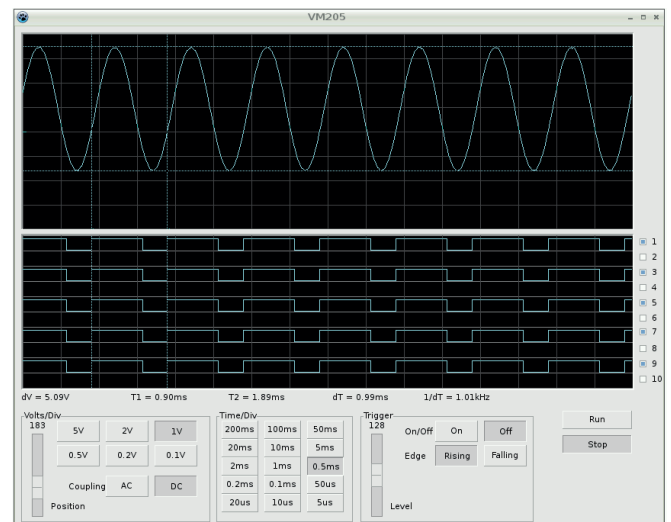 VM205
1
2
3
4
5
6
7
8
9
10
dV = 5.09V T1 = 0.90ms T2 = 1.89ms dT = 0.99ms 1/dT = 1.01kHz
Volts/Div
183
5V 2V 1V
0.5V 0.2V 0.1V
Coupling AC DC
Position
Time/Div
200ms 100ms 50ms
20ms 10ms 5ms
2ms 1ms 0.5ms
0.2ms 0.1ms 50us
20us 10us 5us
Trigger
128
On/Off On Off
Edge Rising Falling
Level
Run
Stop